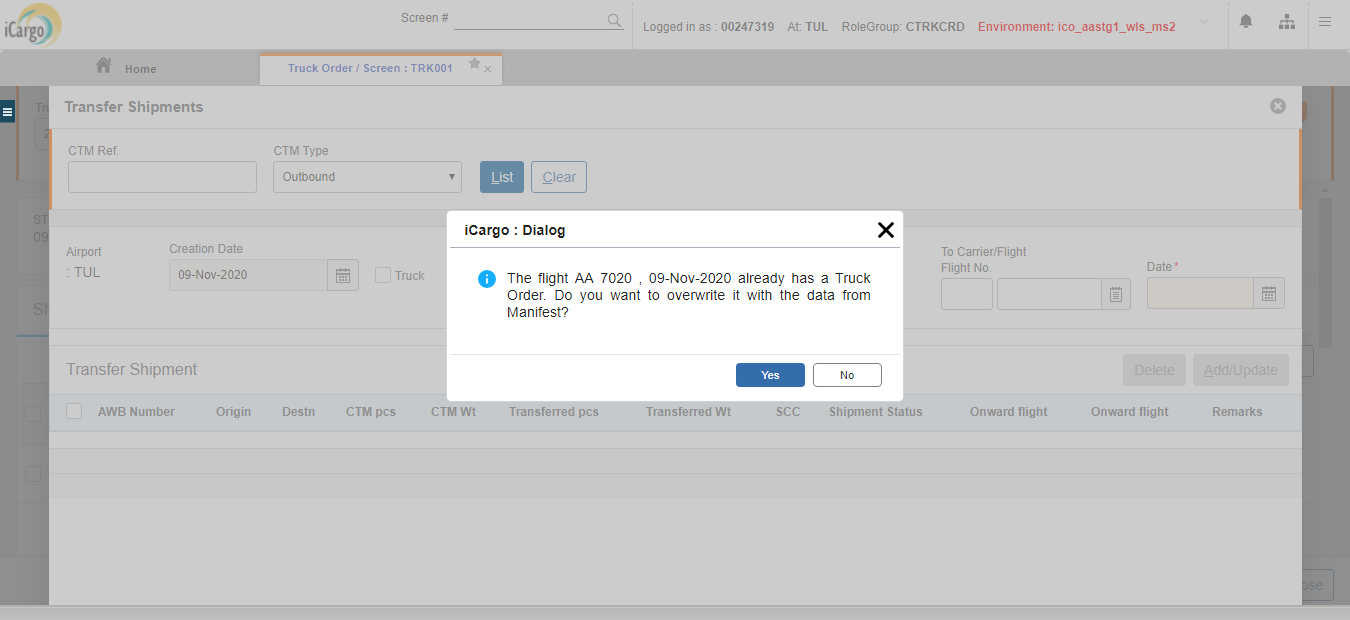 iCargo
Screen #
Logged in as : 00247319 At: TUL RoleGroup: CTRKCRD Environment: ico_aastg1_wls_ms2
Home
Truck Order / Screen : TRK001
Transfer Shipments
CTM Ref.
CTM Type
Outbound
List
Clear
iCargo : Dialog
The flight AA 7020 , 09-Nov-2020 already has a Truck
Order. Do you want to overwrite it with the data from
Manifest?
Yes
No
Airport
: TUL
Creation Date
09-Nov-2020
Truck
To Carrier/Flight
Flight No.
Date *
Transfer Shipment
Delete
Add/Update
AWB Number Origin Destn CTM pcs CTM Wt Transferred pcs Transferred Wt SCC Shipment Status Onward flight Onward flight Remarks